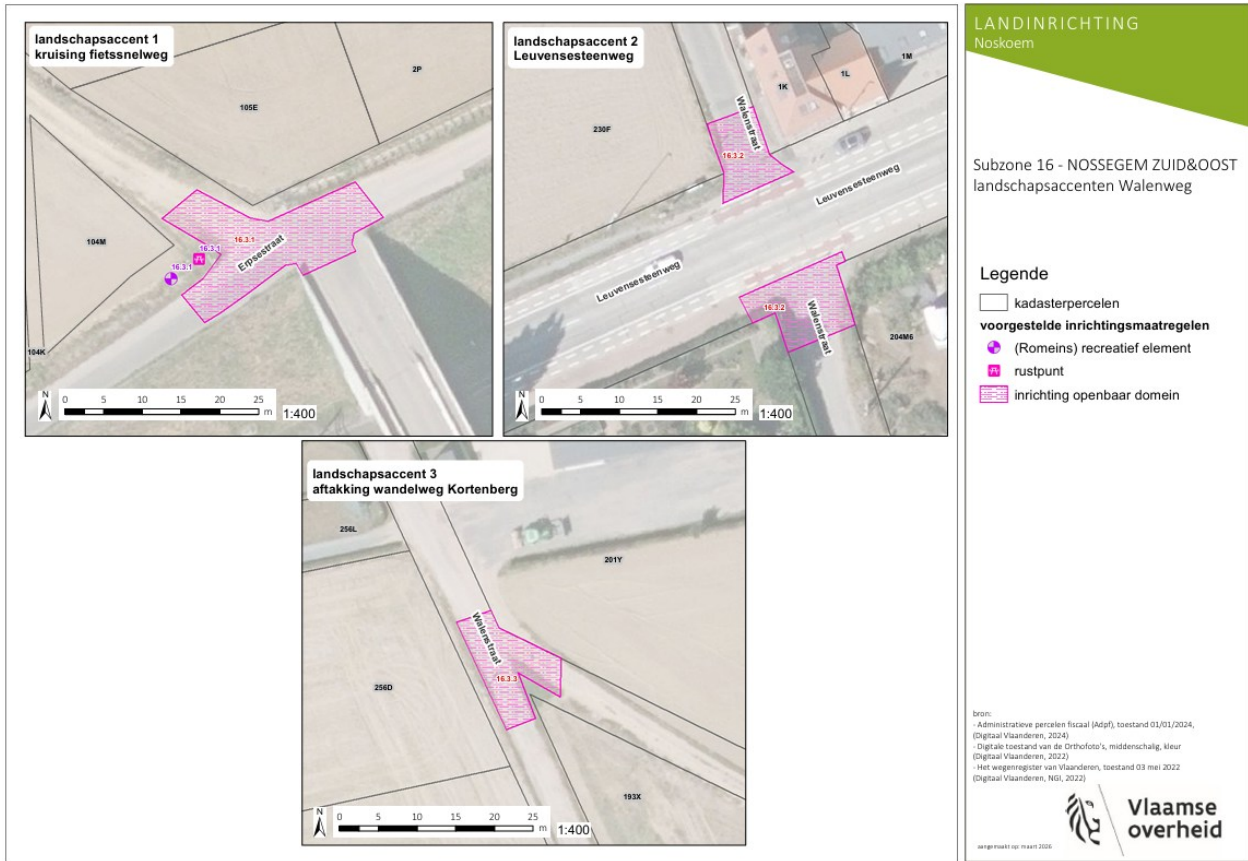 landschapsaccent 1
kruising fietssnelweg
2P
105E
104M
16.3.1
16.3.1
16.3.1
Erpsestraat
104K
N
0 5 10 15 20 25
m
1:400
landschapsaccent 2
Leuvensesteenweg
1M
1L
1K
230F
Walenstraat
16.3.2
Leuvensesteenweg
Leuvensesteenweg
16.3.2
Walenstraat
204M6
N
0 5 10 15 20 25
m
1:400
landschapsaccent 3
aftakking wandelweg Kortenberg
256L
201Y
Walenstraat
16.3.3
256D
193X
N
0 5 10 15 20 25
m
1:400
LANDINRICHTING
Noskoem
Subzone 16 - NOSSEGEM ZUID&OOST
landschapsaccenten Walenweg
Legende
kadasterpercelen
voorgestelde inrichtingsmaatregelen
(Romeins) recreatief element
rustpunt
inrichting openbaar domein
bron:
- Administratieve percelen fiscaal (Adpf), toestand 01/01/2024,
(Digitaal Vlaanderen, 2024)
- Digitale toestand van de Orthofoto's, middenschalig, kleur
(Digitaal Vlaanderen, 2022)
- Het wegenregister van Vlaanderen, toestand 03 mei 2022
(Digitaal Vlaanderen, NGI, 2022)
Vlaamse
overheid
aangemaakt op: maart 2026